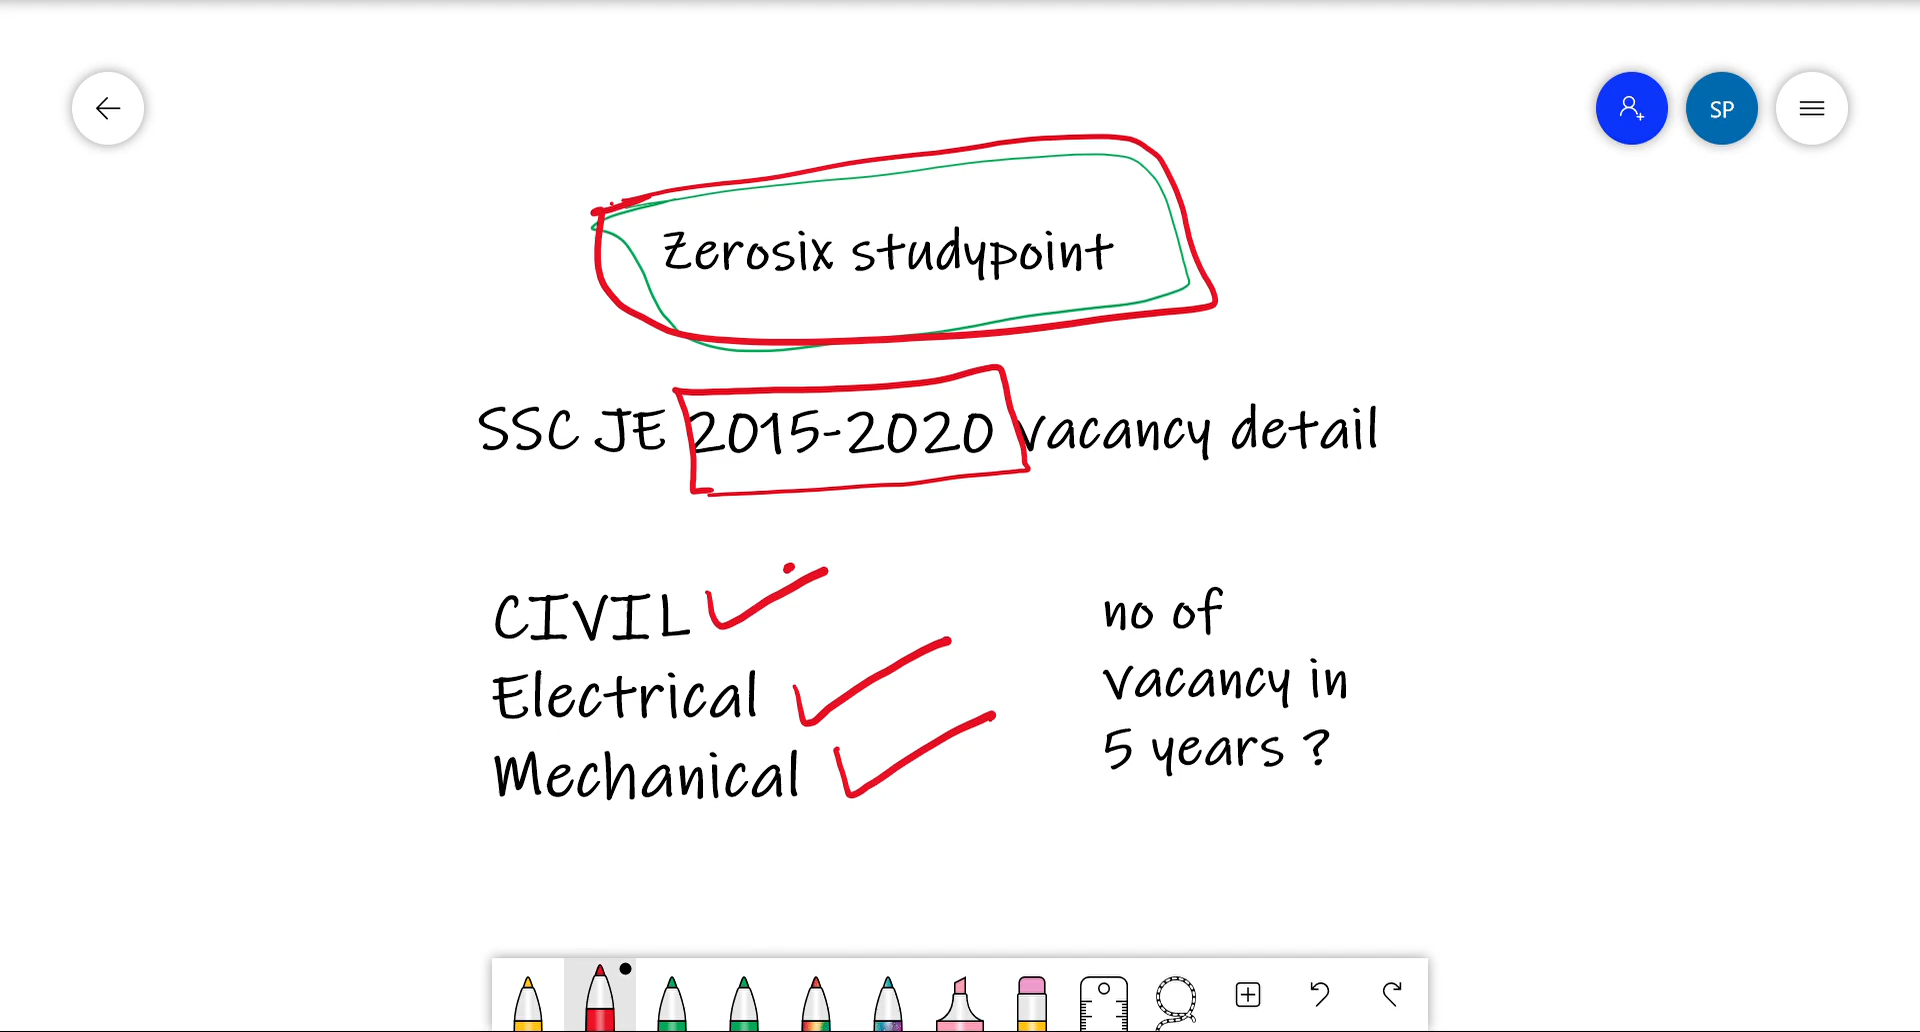 SP
Zerosix studypoint
SSC JE 2015-2020 vacancy detail
CIVIL
Electrical
Mechanical
no of
vacancy in
5 years ?